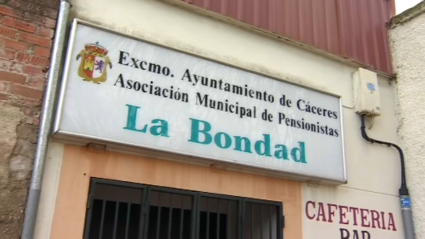 Excmo. Ayuntamiento de Cáceres
Asociación Municipal de Pensionistas
La Bondad
CAFETERIA
BAR